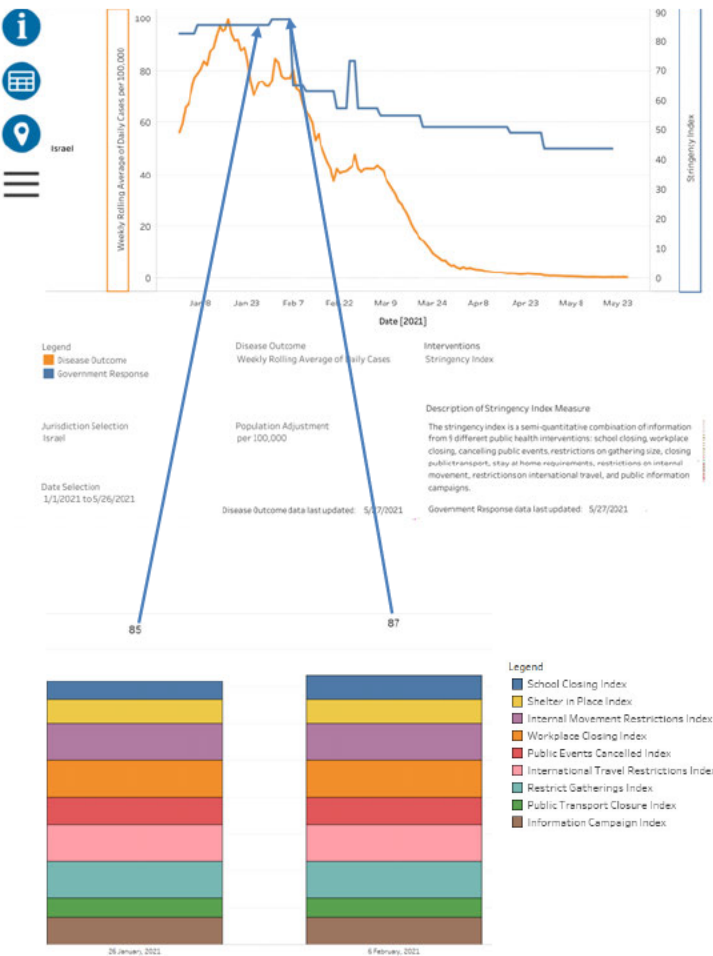 i
Israel
Weekly Rolling Average of Daily Cases per 100,000
100
80
60
40
20
0
90
80
70
60
50
40
30
20
10
0
Stringency Index
Jan 8 Jan 23 Feb 7 Feb 22 Mar 9 Mar 24 Apr 8 Apr 23 May 8 May 23
Date [2021]
Legend
Disease Outcome
Government Response
Disease Outcome
Weekly Rolling Average of Daily Cases
Interventions
Stringency Index
Jurisdiction Selection
Israel
Population Adjustment
per 100,000
Description of Stringency Index Measure
The stringency index is a semi-quantitative combination of information
from 9 different public health interventions: school closing, workplace
closing, cancelling public events, restrictions on gathering size, closing
public transport, stay at home requirements, restrictions on internal
movement, restrictions on international travel, and public information
campaigns.
Date Selection
1/1/2021 to 5/26/2021
Disease Outcome data last updated: 5/27/2021
Government Response data last updated: 5/27/2021
85
87
Legend
School Closing Index
Shelter in Place Index
Internal Movement Restrictions Index
Workplace Closing Index
Public Events Cancelled Index
International Travel Restrictions Index
Restrict Gatherings Index
Public Transport Closure Index
Information Campaign Index
26 January, 2021
6 February, 2021